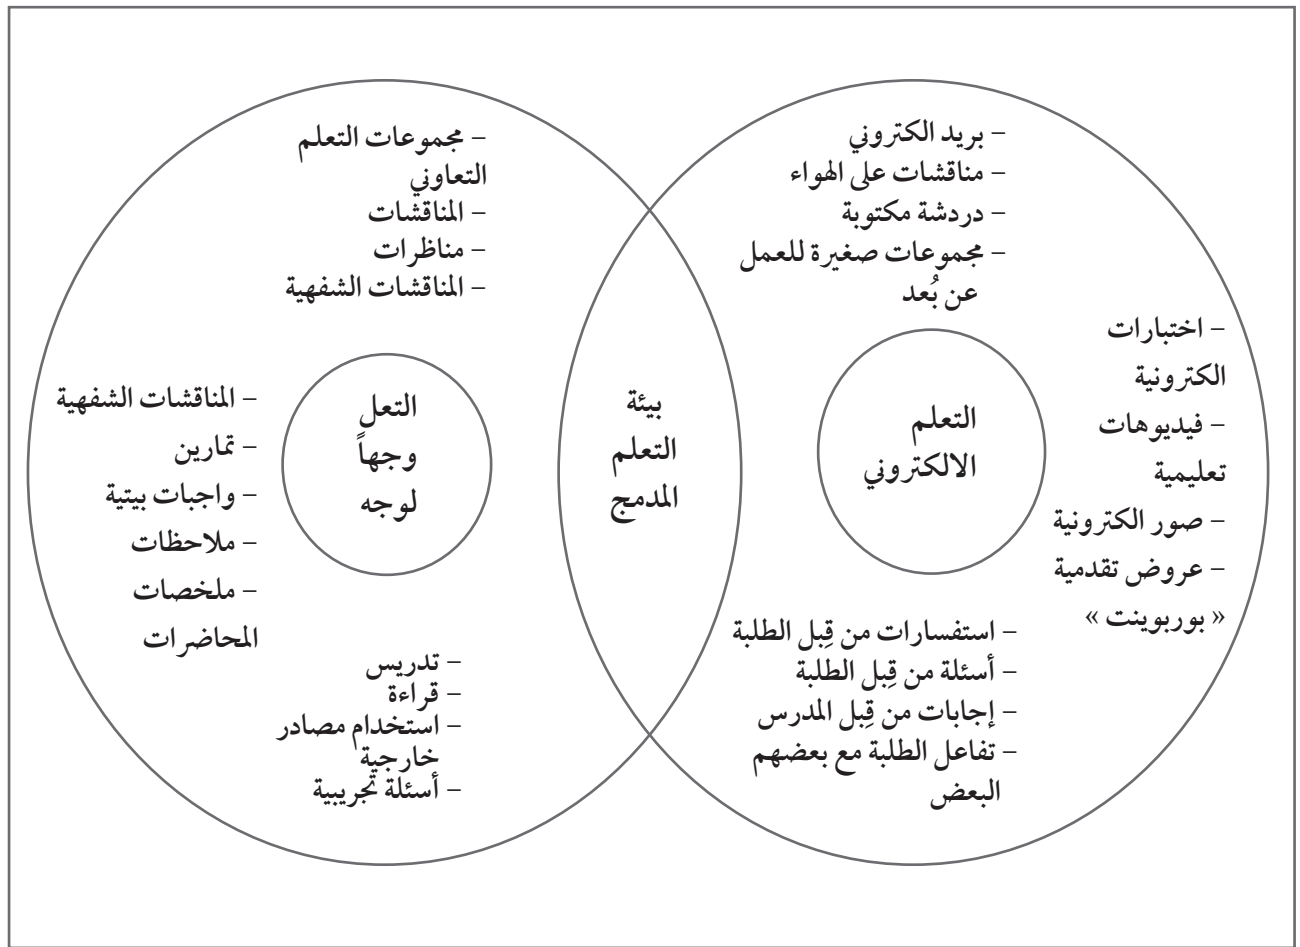 – بريد الكتروني
– مناقشات على الهواء
– دردشة مكتوبة
– مجموعات صغيرة للعمل
عن بُعد
– اختبارات
الكترونية
– فيديوهات
تعليمية
– صور الكترونية
– عروض تقدمية
« بوربوينت »
التعلم
الالكتروني
– استفسارات من قِبل الطلبة
– أسئلة من قِبل الطلبة
– إجابات من قِبل المدرس
– تفاعل الطلبة مع بعضهم
البعض
بيئة
التعلم
المدمج
– مجموعات التعلم
التعاوني
– المناقشات
– مناظرات
– المناقشات الشفهية
التعل
وجهاً
لوجه
– المناقشات الشفهية
– تمارين
– واجبات بيتية
– ملاحظات
– ملخصات
المحاضرات
– تدريس
– قراءة
– استخدام مصادر
خارجية
– أسئلة تجريبية